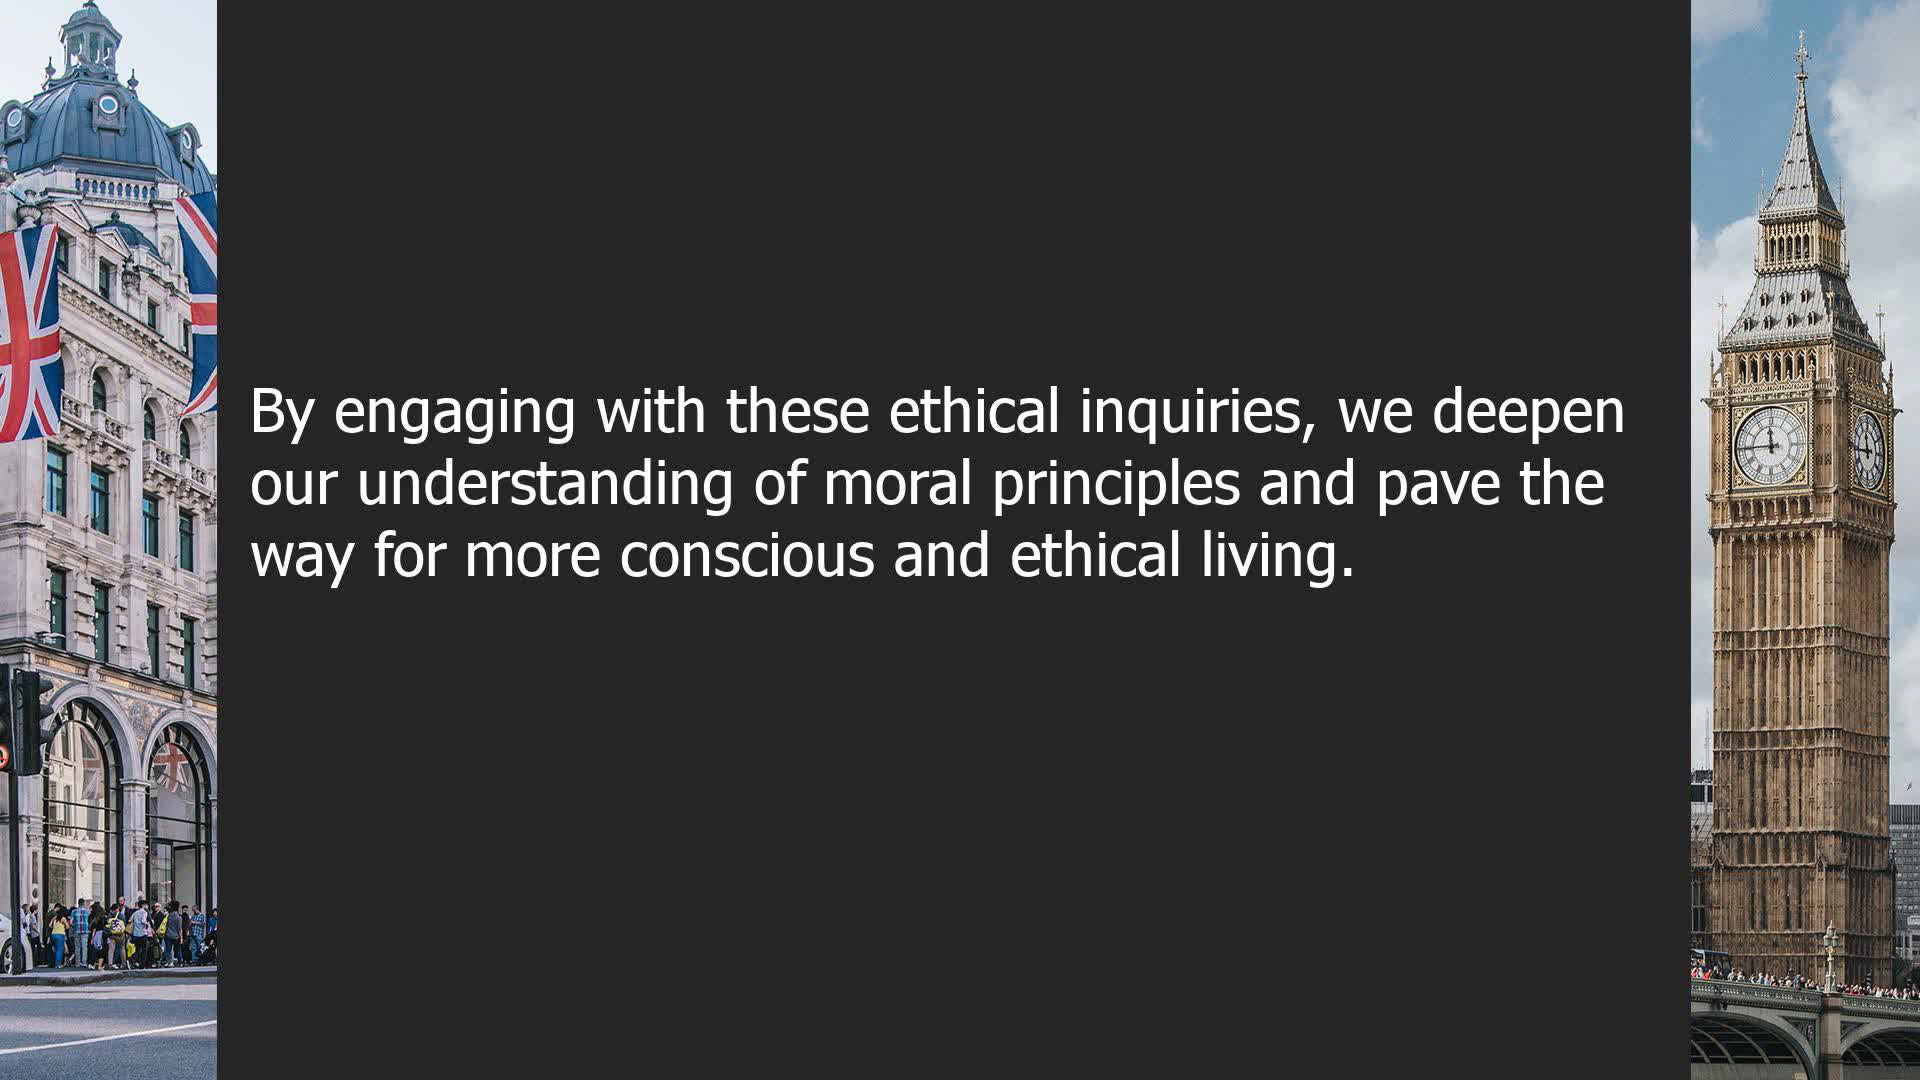 By engaging with these ethical inquiries, we deepen
our understanding of moral principles and pave the
way for more conscious and ethical living.